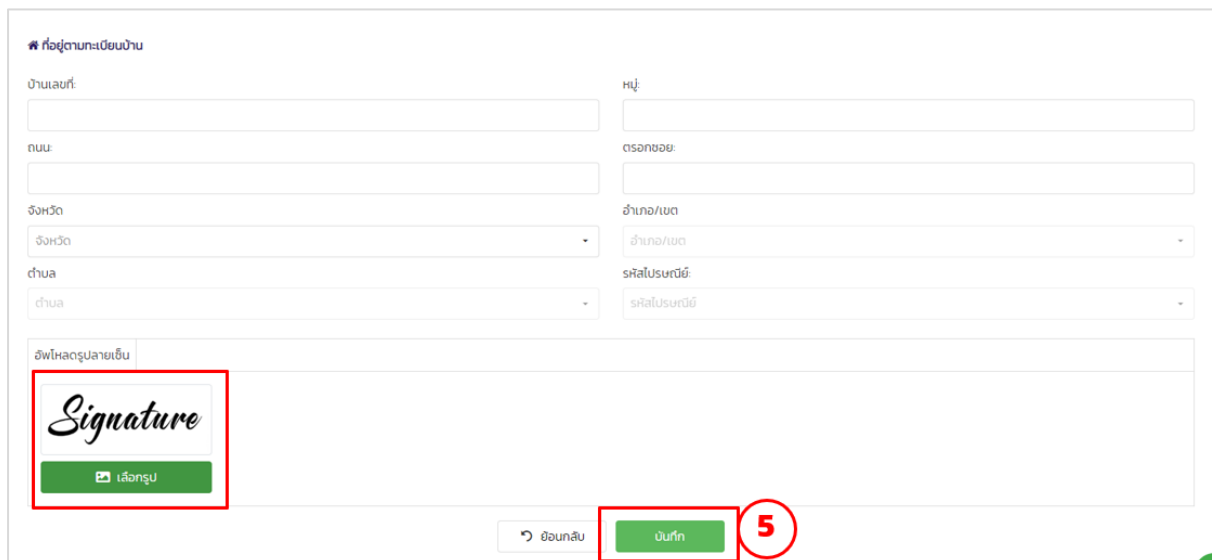 ที่อยู่ตามทะเบียนบ้าน
บ้านเลขที่:
หมู่:
ถนน:
ตรอกซอย:
จังหวัด
อำเภอ/เขต
จังหวัด
อำเภอ/เขต
ตำบล
รหัสไปรษณีย์:
ตำบล
รหัสไปรษณีย์
อัพโหลดรูปลายเซ็น
Signature
เลือกรูป
ย้อนกลับ
บันทึก
5